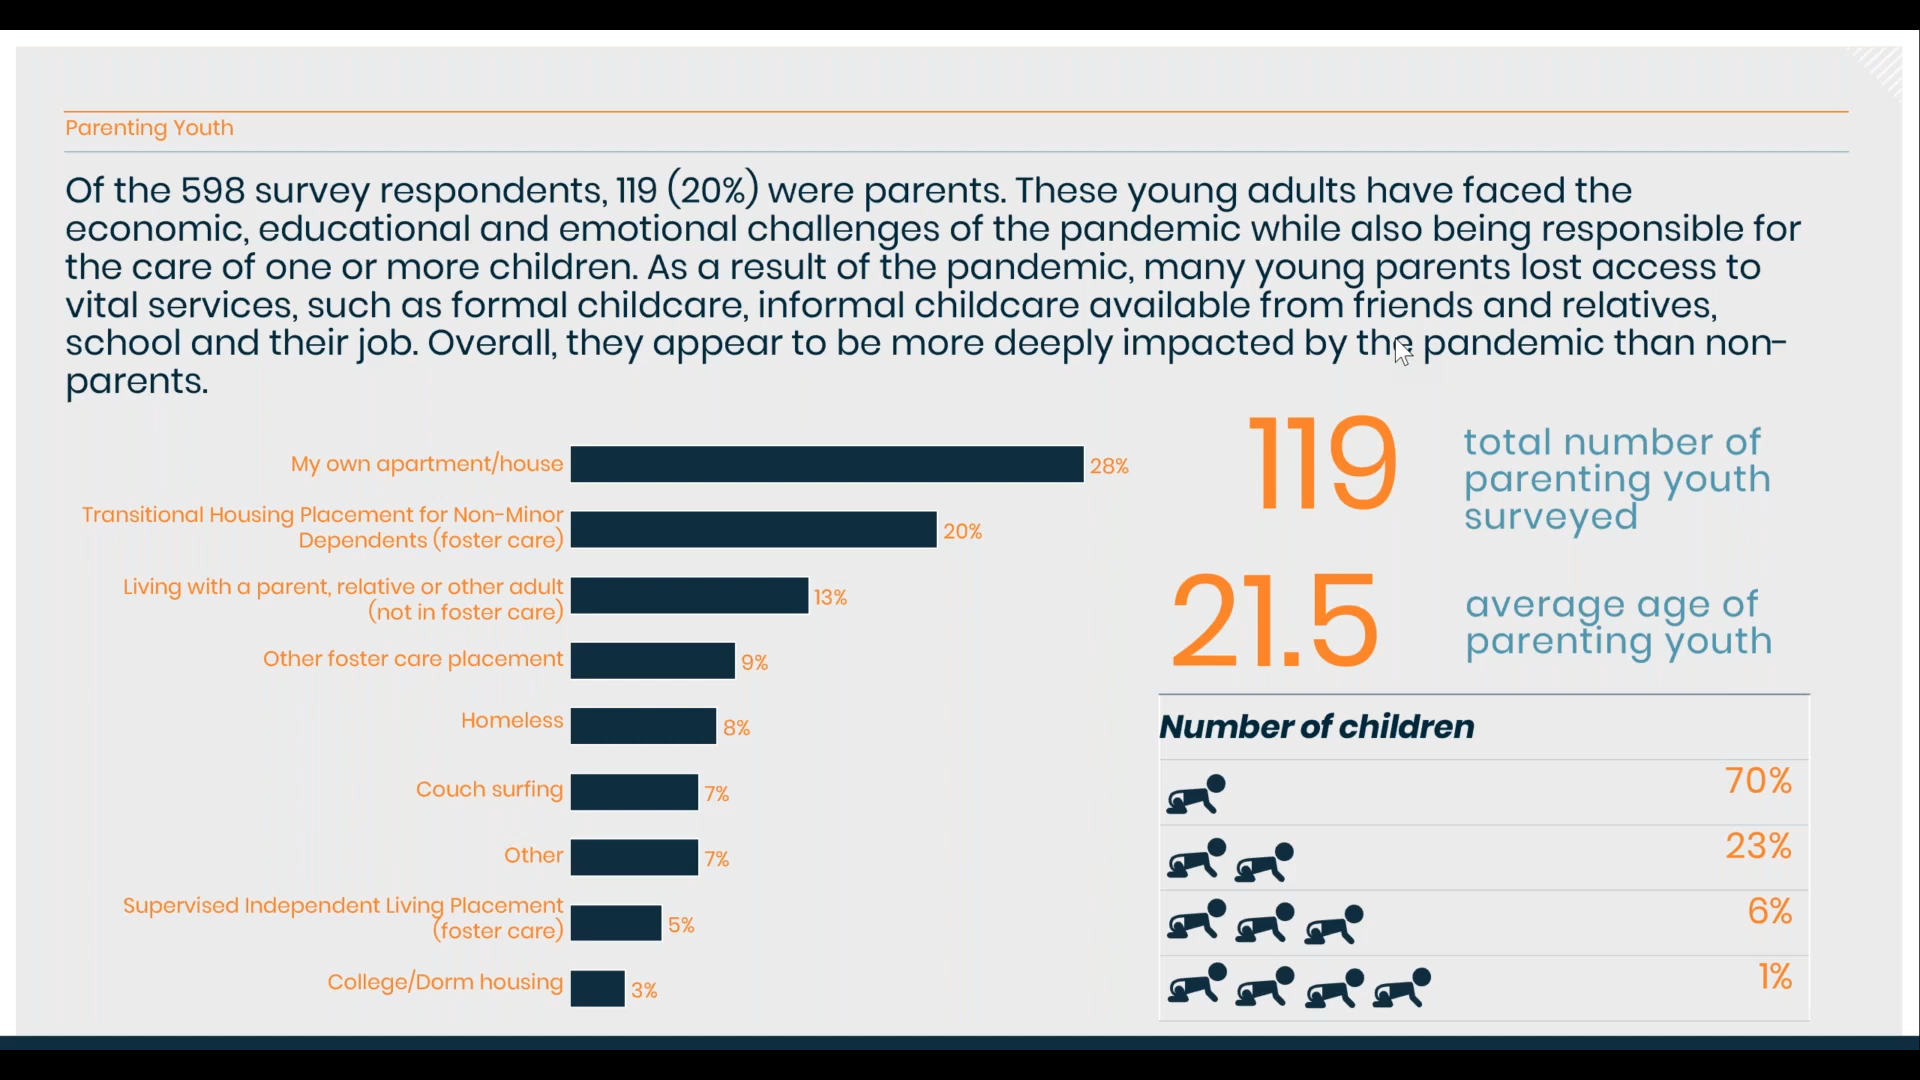 Parenting Youth
Of the 598 survey respondents, 119 (20%) were parents. These young adults have faced the
economic, educational and emotional challenges of the pandemic while also being responsible for
the care of one or more children. As a result of the pandemic, many young parents lost access to
vital services, such as formal childcare, informal childcare available from friends and relatives,
school and their job. Overall, they appear to be more deeply impacted by the pandemic than non-
parents.
My own apartment/house 28%
Transitional Housing Placement for Non-Minor
Dependents (foster care) 20%
Living with a parent, relative or other adult
(not in foster care) 13%
Other foster care placement 9%
Homeless 8%
Couch surfing 7%
Other 7%
Supervised Independent Living Placement
(foster care) 5%
College/Dorm housing 3%
119
total number of
parenting youth
surveyed
21.5
average age of
parenting youth
Number of children
70%
23%
6%
1%